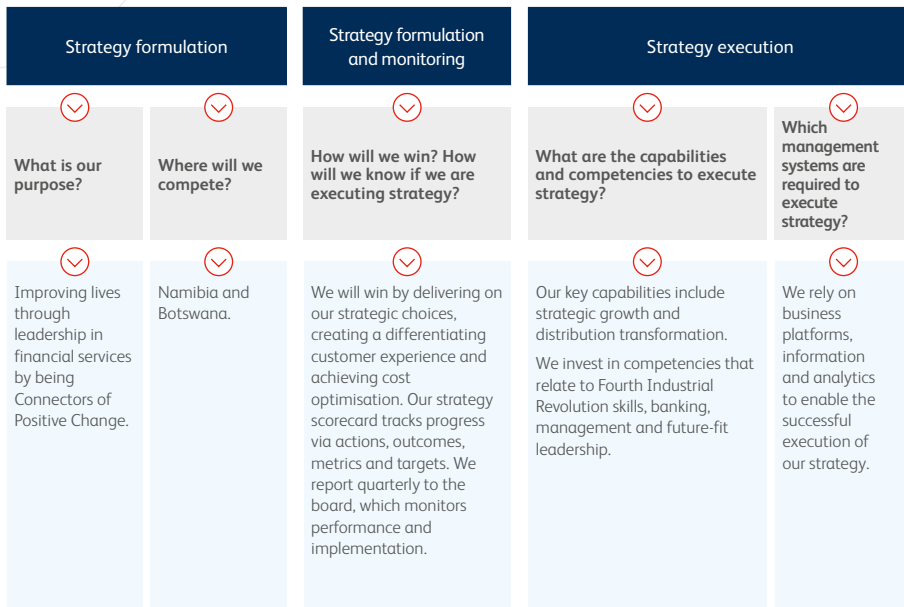 Strategy formulation
Strategy formulation
and monitoring
Strategy execution
What is our
purpose?
Where will we
compete?
How will we win? How
will we know if we are
executing strategy?
What are the capabilities
and competencies to execute
strategy?
Which
management
systems are
required to
execute
strategy?
Improving lives
through
leadership in
financial services
by being
Connectors of
Positive Change.
Namibia and
Botswana.
We will win by delivering on
our strategic choices,
creating a differentiating
customer experience and
achieving cost
optimisation. Our strategy
scorecard tracks progress
via actions, outcomes,
metrics and targets. We
report quarterly to the
board, which monitors
performance and
implementation.
Our key capabilities include
strategic growth and
distribution transformation.
We invest in competencies that
relate to Fourth Industrial
Revolution skills, banking,
management and future-fit
leadership.
We rely on
business
platforms,
information
and analytics
to enable the
successful
execution of
our strategy.